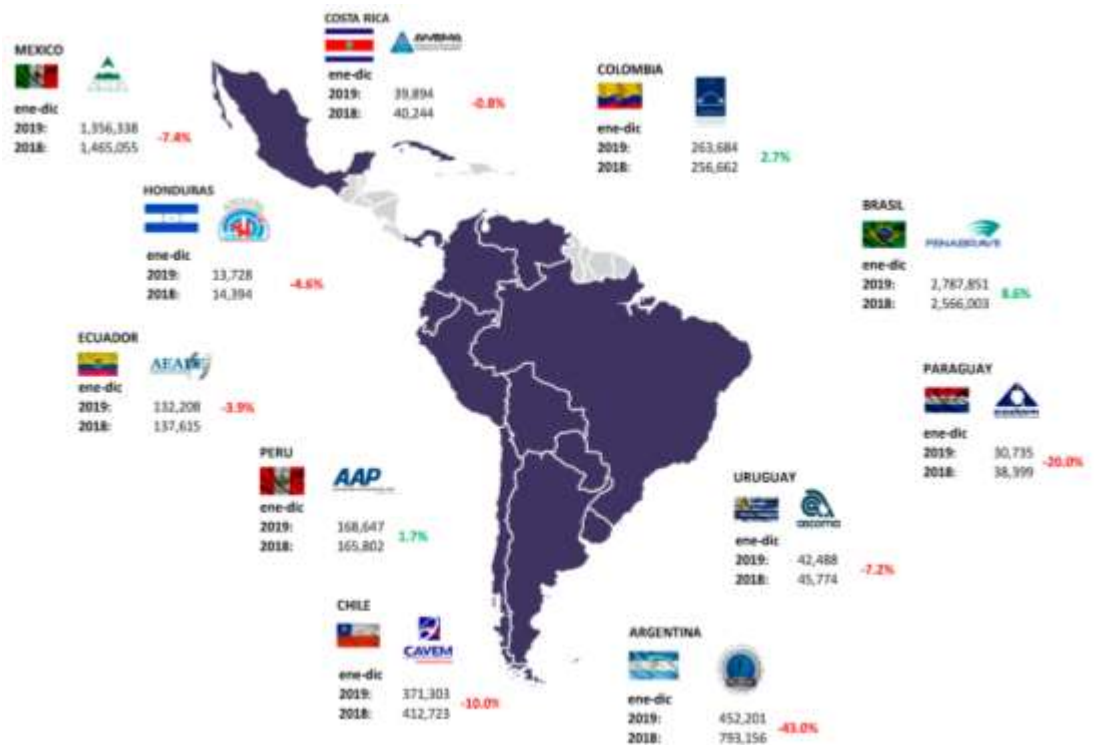 COSTA RICA
ene-dic
2019: 39,894 -0.8%
2018: 40,244
MEXICO
ene-dic
2019: 1,356,338 -7.4%
2018: 1,465,055
COLOMBIA
ene-dic
2019: 263,684 2.7%
2018: 256,662
HONDURAS
ene-dic
2019: 13,728 -4.6%
2018: 14,394
BRASIL
FENABRAVE
ene-dic
2019: 2,787,851 8.6%
2018: 2,566,003
ECUADOR
ene-dic
2019: 132,208 -3.9%
2018: 137,615
PARAGUAY
ene-dic
2019: 30,735 -20.0%
2018: 38,399
PERU
AAP
ene-dic
2019: 168,647 1.7%
2018: 165,802
URUGUAY
ascoma
ene-dic
2019: 42,488 -7.2%
2018: 45,774
CHILE
CAVEM
ene-dic
2019: 371,303 -10.0%
2018: 412,723
ARGENTINA
ene-dic
2019: 452,201 -43.0%
2018: 793,156